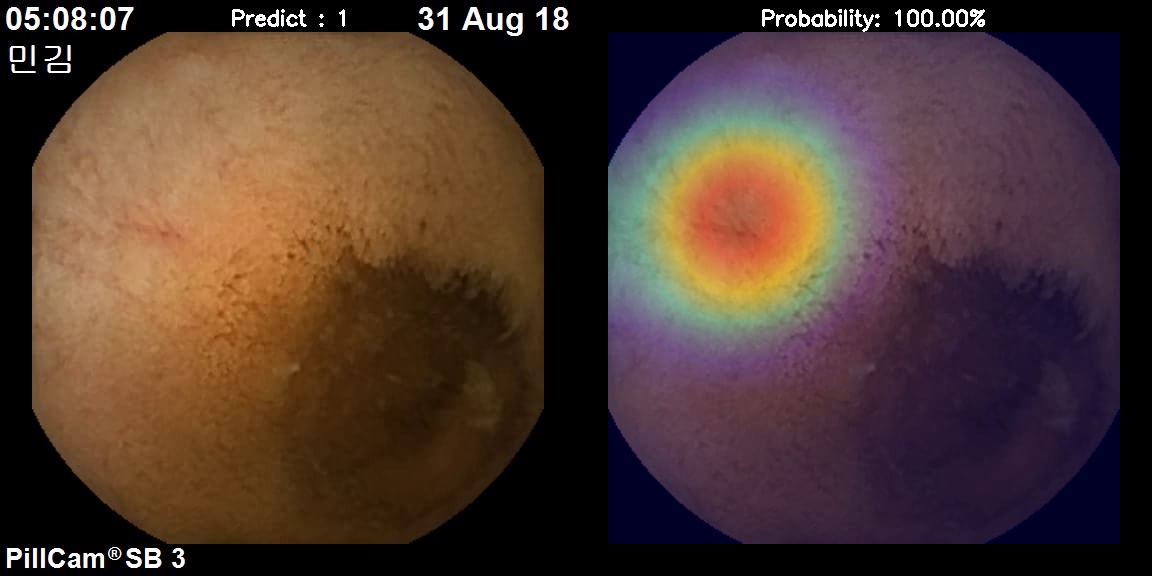 05:08:07
Predict : 1
31 Aug 18
Probability: 100.00%
민김
PillCam® SB 3